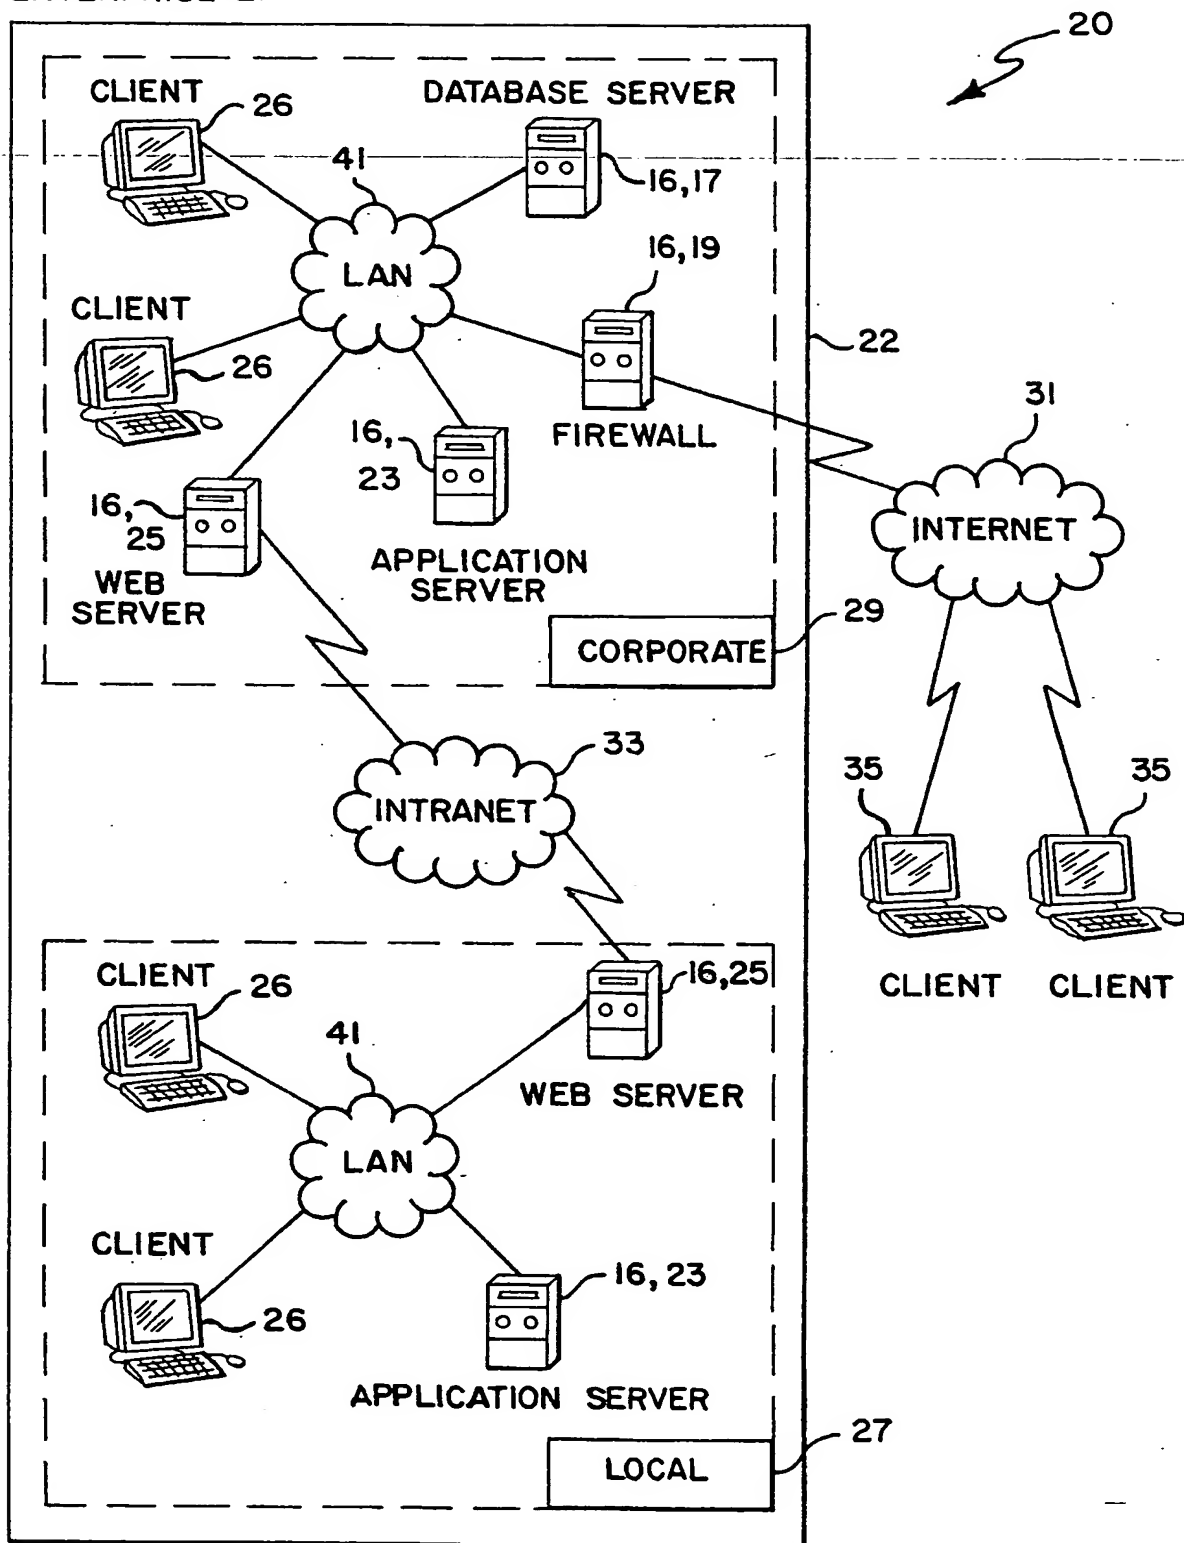 20
CLIENT
26
DATABASE SERVER
16,17
41
LAN
16,19
CLIENT
26
22
FIREWALL
31
INTERNET
16,
23
16,
25
APPLICATION
SERVER
WEB
SERVER
CORPORATE
29
33
INTRANET
35
35
CLIENT
CLIENT
CLIENT
26
16,25
41
WEB SERVER
LAN
CLIENT
26
16,23
APPLICATION SERVER
LOCAL
27